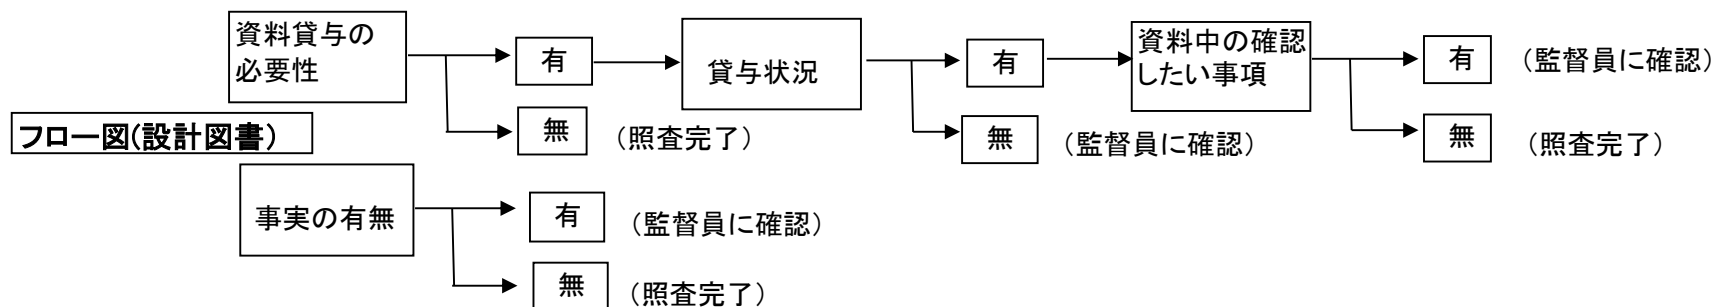 資料貸与の
必要性
有
無
(照査完了)
貸与状況
有
無
(監督員に確認)
資料中の確認
したい事項
有
(監督員に確認)
無
(照査完了)
フロー図(設計図書)
事実の有無
有
(監督員に確認)
無
(照査完了)